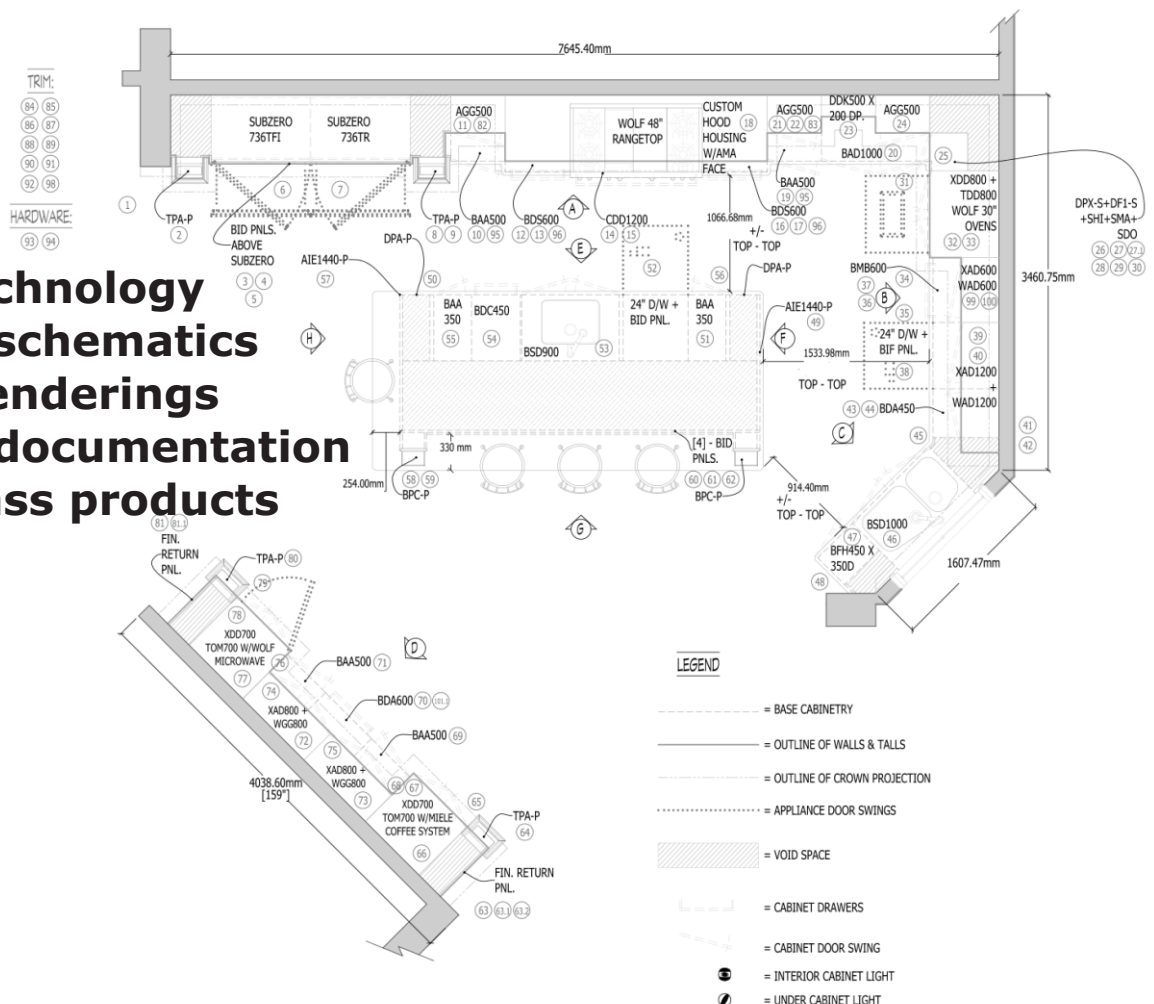 7645.40mm
TRIM:
84 85
86 87
88 89
90 91
92 98
HARDWARE:
93 94
1
SUBZERO
736TFI
SUBZERO
736TR
6
7
TPA-P
2
BID PNLS.
ABOVE
SUBZERO
3 4
5
AGG500
11 82
WOLF 48"
RANGETOP
CUSTOM
HOOD 18
HOUSING
W/AMA
FACE
AGG500
21 22 83
DDK500 X
200 DP.
23
AGG500
24
BAD1000 20
25
31
BAA500
19 95
BDS600
16 17 96
TPA-P
8 9
BAA500
10 95
BDS600
12 13 96
A
CDD1200
14 15
E
1066.68mm
+/-
TOP - TOP
XDD800 +
TDD800
WOLF 30"
OVENS
32 33
DPX-S+DF1-S
+SHI+SMA+
SDO
26 27 27.1
28 29 30
3460.75mm
XAD600
WAD600
99 100
39
40
XAD1200
+
WAD1200
41
42
BMB600 34
37
36
B
35
24" D/W +
BIF PNL.
38
43 44 BDA450
C
45
DPA-P
50
AIE1440-P
57
H
BAA
350
55
BDC450
54
BSD900
53
52
24" D/W +
BID PNL.
BAA
350
51
56
DPA-P
AIE1440-P
49
F
1533.98mm
TOP - TOP
chnology
schematics
enderings
documentation
ass products
330 mm
254.00mm
58 59
BPC-P
[4] - BID
PNLS.
60 61 62
BPC-P
G
914.40mm
+/-
TOP - TOP
47
BSD1000
46
BFH450 X
350D
48
1607.47mm
81 81.1
FIN.
RETURN
PNL.
TPA-P 80
79
78
XDD700
TOM700 W/WOLF
MICROWAVE
77
76
BAA500 71
D
74
XAD800 +
WGG800
72
BDA600 70 101.1
75
BAA500 69
XAD800 +
WGG800
73
68 67
XDD700
TOM700 W/MIELE
COFFEE SYSTEM
66
65
TPA-P
64
FIN. RETURN
PNL.
63 63.1 63.2
4038.60mm
[159"]
LEGEND
= BASE CABINETRY
= OUTLINE OF WALLS & TALLS
= OUTLINE OF CROWN PROJECTION
= APPLIANCE DOOR SWINGS
= VOID SPACE
= CABINET DRAWERS
= CABINET DOOR SWING
= INTERIOR CABINET LIGHT
= UNDER CABINET LIGHT